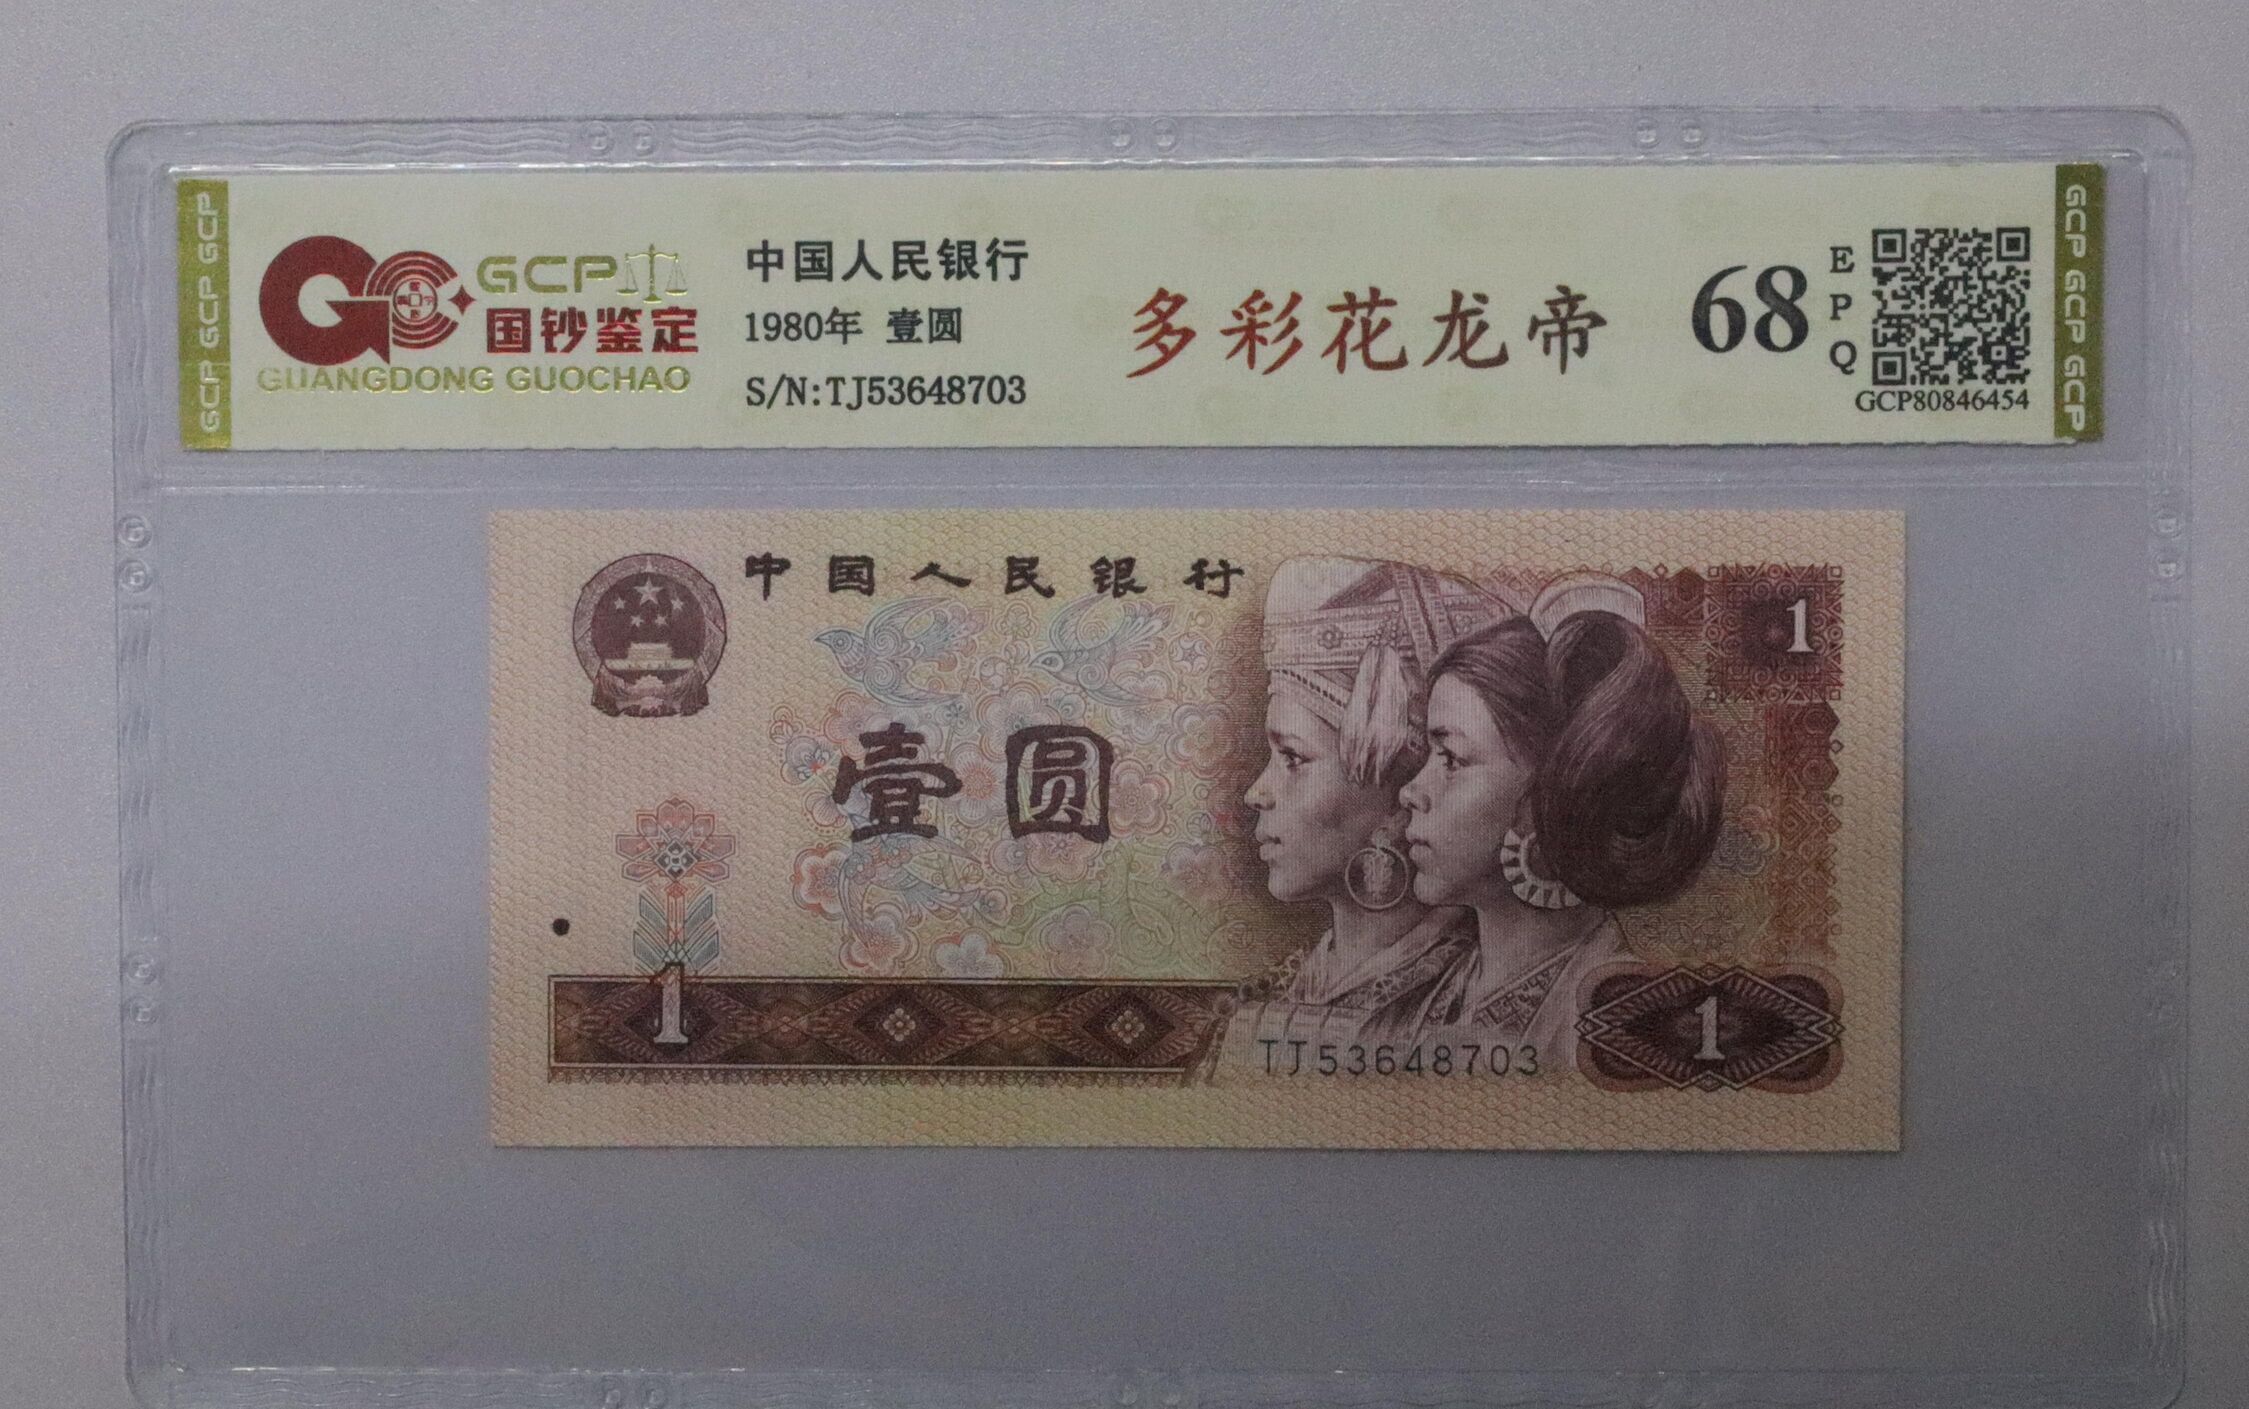 GCP GCP GCP
GCP
国钞鉴定
GUANGDONG GUOCHAO
中国人民银行
1980年 壹圆
S/N:TJ53648703
多彩花龙帝
68
E
P
Q
GCP80846454
GCP GCP GCP
中国人民银行
1
壹圆
1
1
TJ53648703